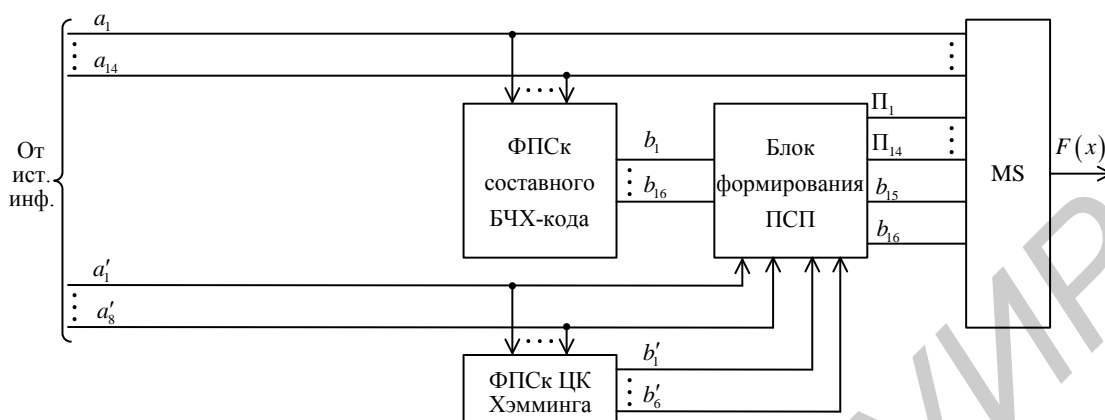 a₁
a₁₄
От
ист.
инф.
ФПСк
составного
БЧХ-кода
b₁
b₁₆
Блок
формирования
ПСП
П₁
П₁₄
b₁₅
b₁₆
MS
F(x)
a′₁
a′₈
ФПСк ЦК
Хэмминга
b′₁
b′₆
УИР